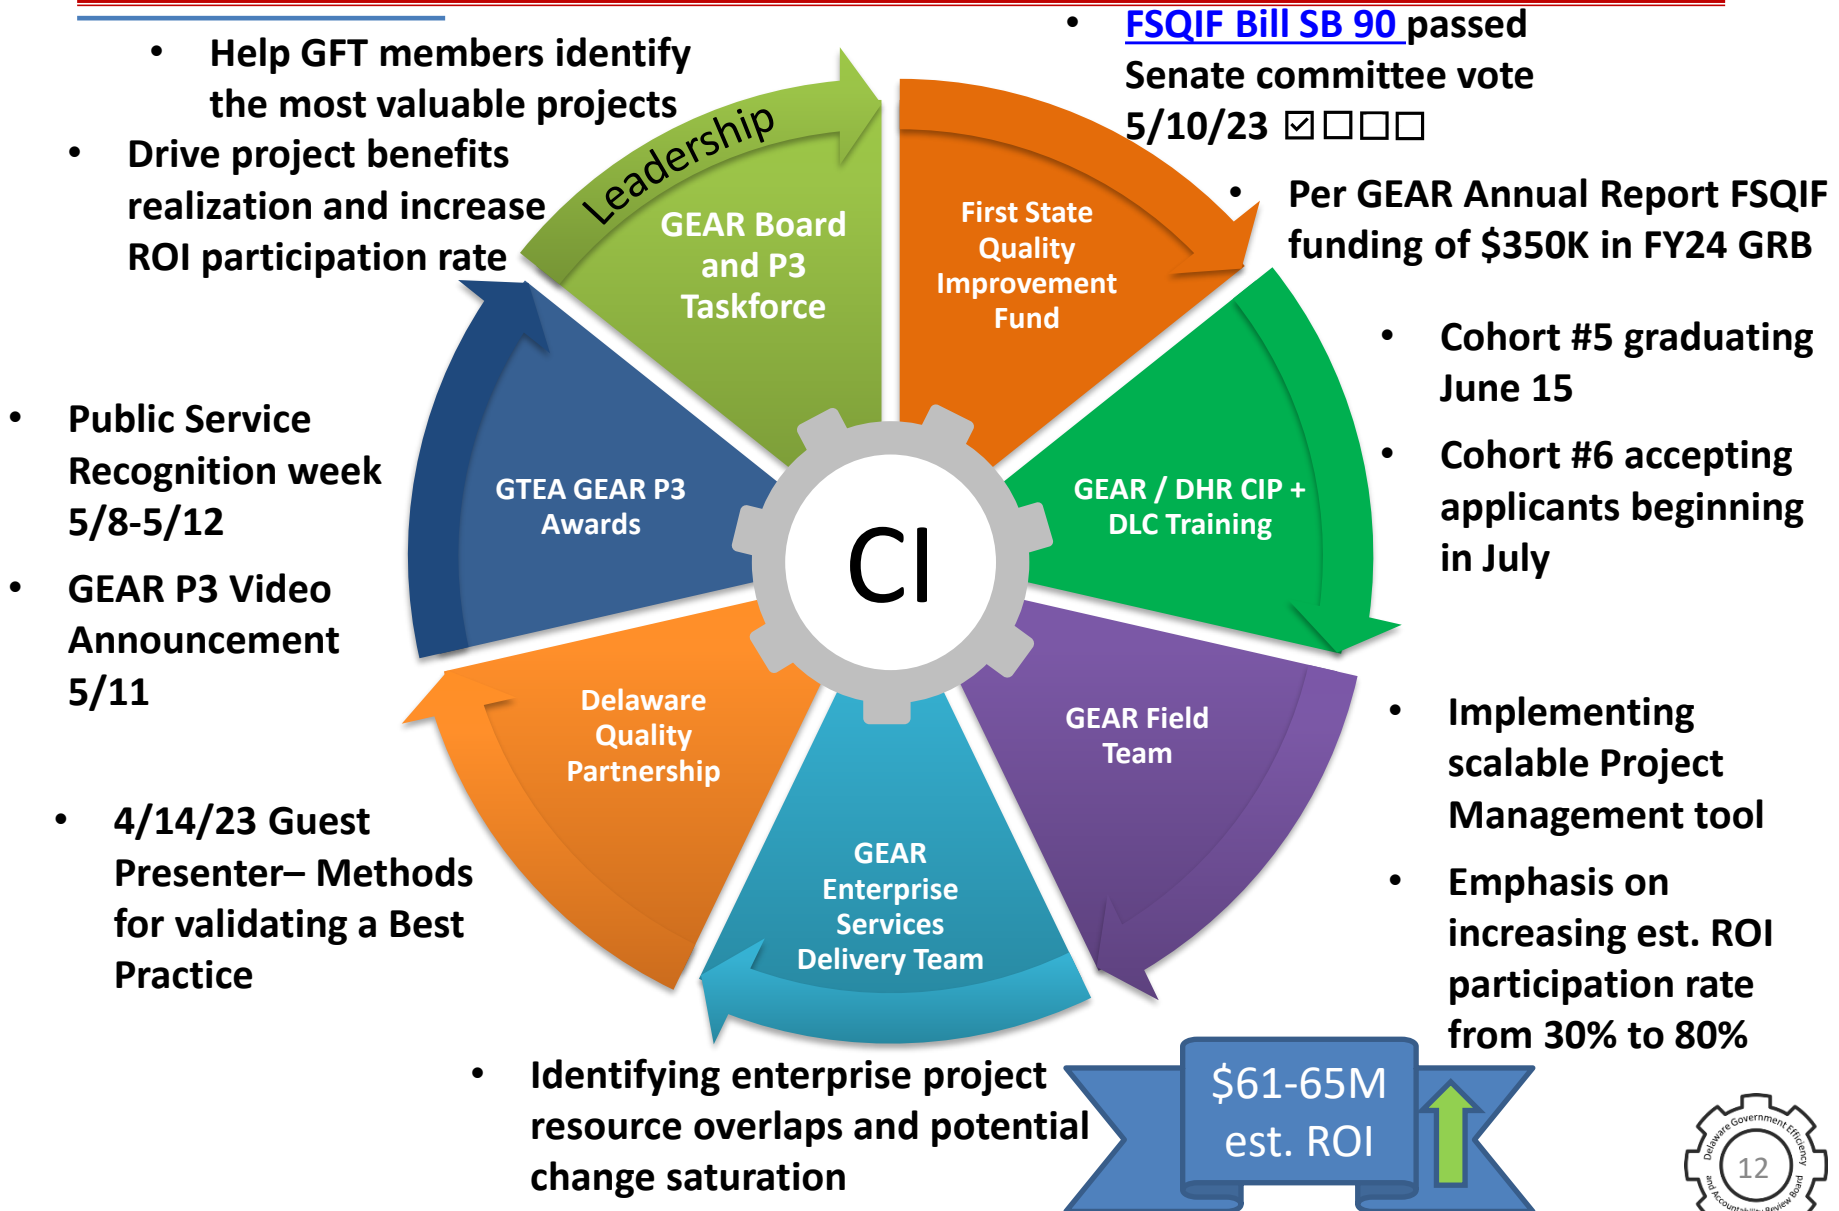 • Help GFT members identify
the most valuable projects
• Drive project benefits
realization and increase
ROI participation rate
• FSQIF Bill SB 90 passed
Senate committee vote
5/10/23 ☑☐☐☐
• Per GEAR Annual Report FSQIF
funding of $350K in FY24 GRB
• Cohort #5 graduating
June 15
• Cohort #6 accepting
applicants beginning
in July
• Implementing
scalable Project
Management tool
• Emphasis on
increasing est. ROI
participation rate
from 30% to 80%
• Identifying enterprise project
resource overlaps and potential
change saturation
• 4/14/23 Guest
Presenter– Methods
for validating a Best
Practice
• Public Service
Recognition week
5/8-5/12
• GEAR P3 Video
Announcement
5/11
Leadership
GEAR Board
and P3
Taskforce
First State
Quality
Improvement
Fund
GEAR / DHR CIP +
DLC Training
GEAR Field
Team
GEAR
Enterprise
Services
Delivery Team
Delaware
Quality
Partnership
GTEA GEAR P3
Awards
CI
$61-65M
est. ROI
Delaware Government Efficiency
and Accountability Review Board
12